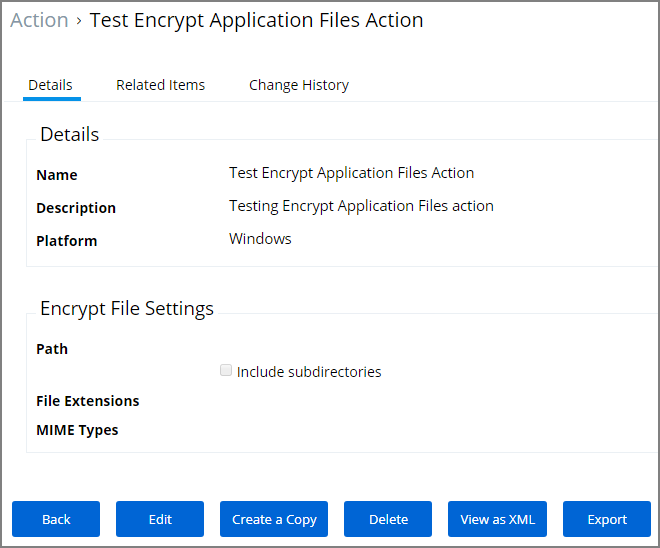 Action › Test Encrypt Application Files Action
Details Related Items Change History
Details
Name Test Encrypt Application Files Action
Description Testing Encrypt Application Files action
Platform Windows
Encrypt File Settings
Path
Include subdirectories
File Extensions
MIME Types
Back Edit Create a Copy Delete View as XML Export